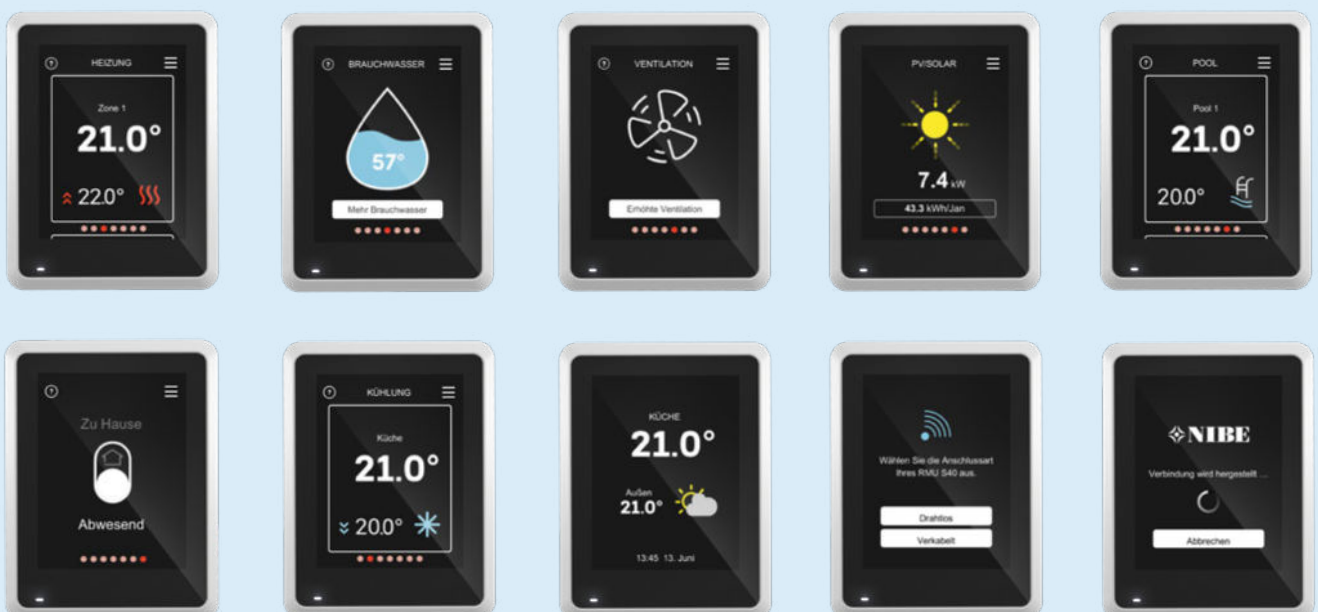 HEIZUNG
Zone 1
21.0°
22.0°
BRAUCHWASSER
57°
Mehr Brauchwasser
VENTILATION
Erhöhte Ventilation
PV/SOLAR
7.4 kW
43.3 kWh/Jan
POOL
Pool 1
21.0°
20.0°
Zu Hause
Abwesend
KÜHLUNG
Küche
21.0°
20.0°
KÜCHE
21.0°
Außen
21.0°
13:45 13. Juni
Wählen Sie die Anschlussart
Ihres RMU S40 aus.
Drahtlos
Verkabelt
NIBE
Verbindung wird hergestellt ...
Abbrechen